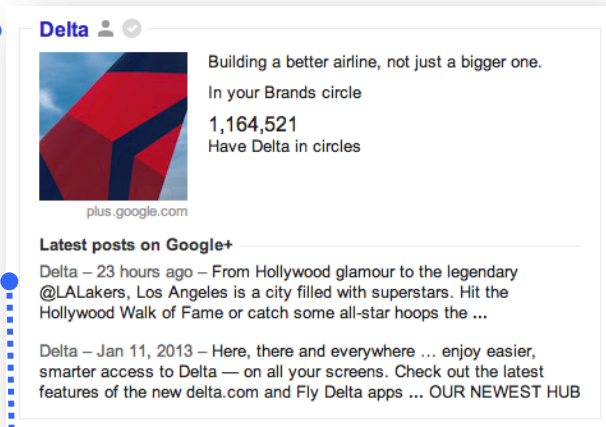 Delta
Building a better airline, not just a bigger one.
In your Brands circle
1,164,521
Have Delta in circles
plus.google.com
Latest posts on Google+
Delta – 23 hours ago – From Hollywood glamour to the legendary
@LALakers, Los Angeles is a city filled with superstars. Hit the
Hollywood Walk of Fame or catch some all-star hoops the ...
Delta – Jan 11, 2013 – Here, there and everywhere … enjoy easier,
smarter access to Delta — on all your screens. Check out the latest
features of the new delta.com and Fly Delta apps ... OUR NEWEST HUB